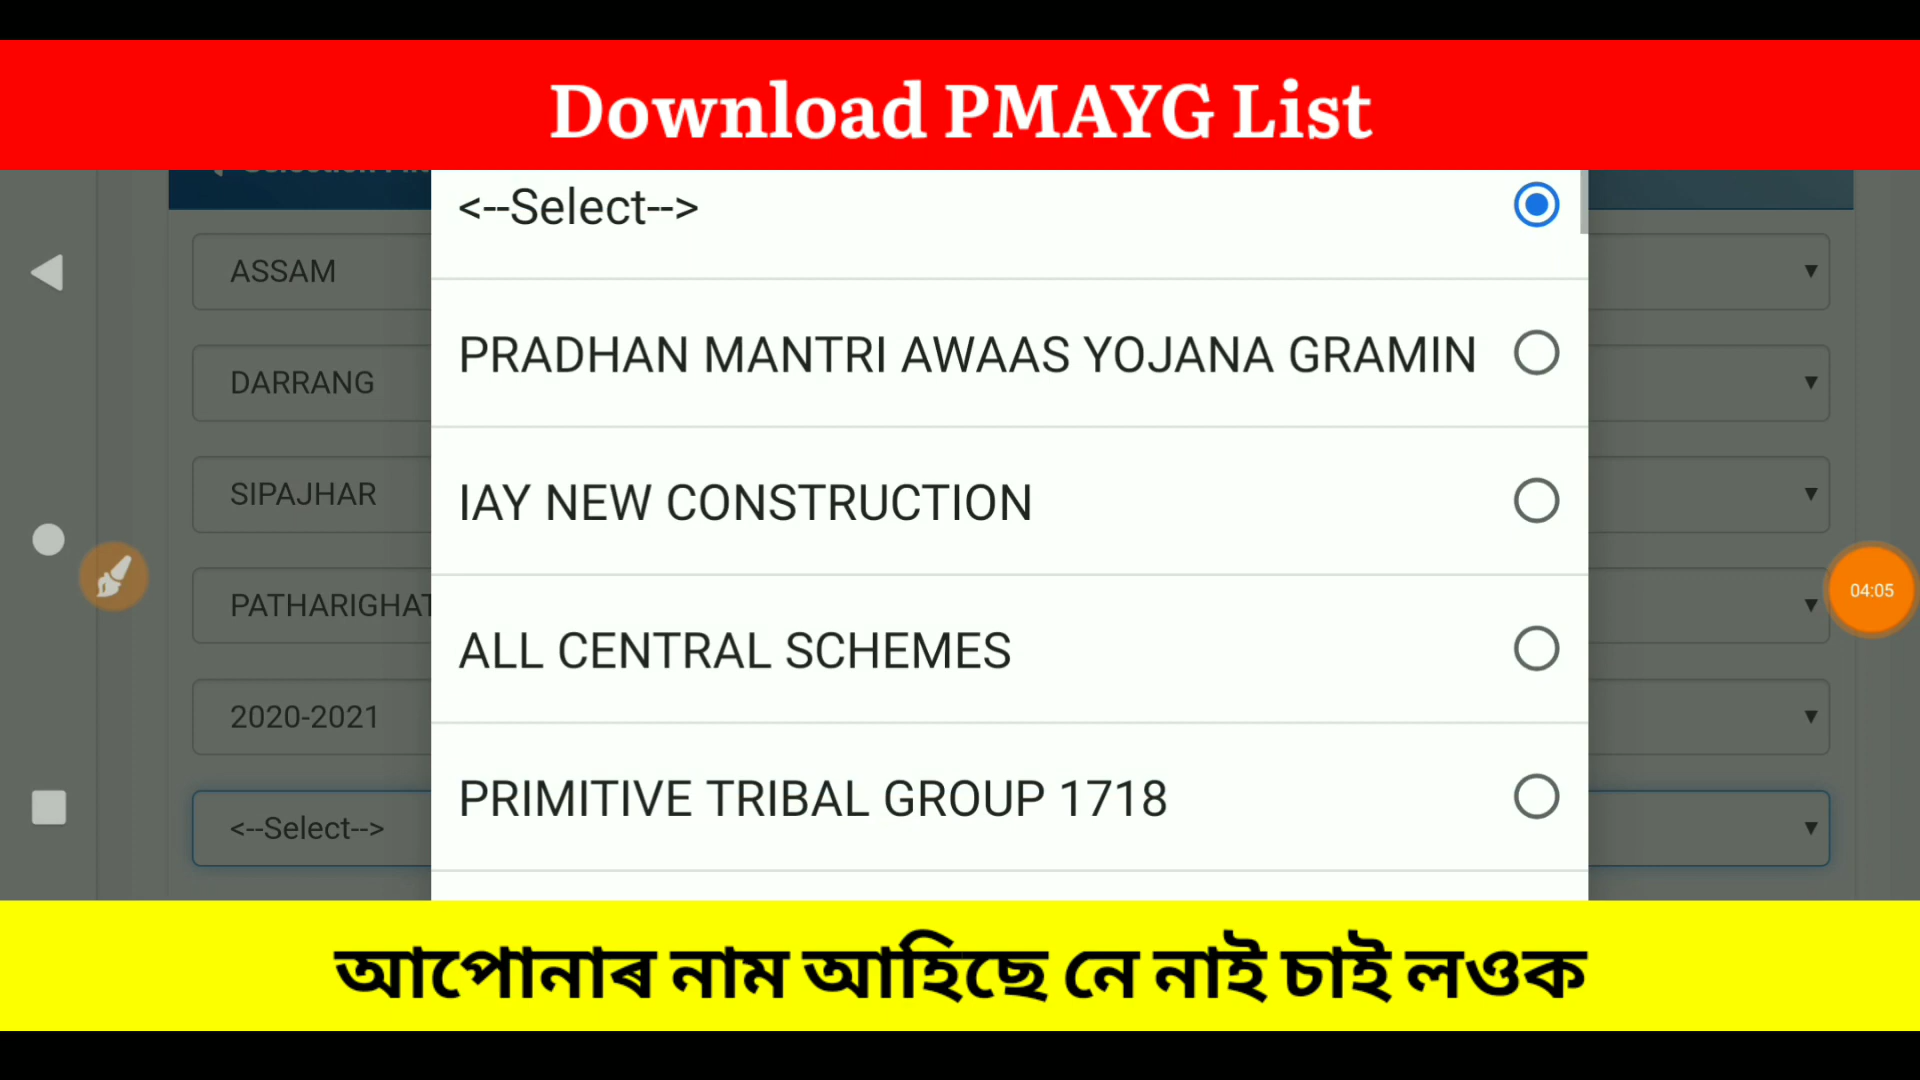 Download PMAYG List
<--Select-->
ASSAM
PRADHAN MANTRI AWAAS YOJANA GRAMIN
DARRANG
IAY NEW CONSTRUCTION
SIPAJHAR
04:05
PATHARIGHAT
ALL CENTRAL SCHEMES
2020-2021
PRIMITIVE TRIBAL GROUP 1718
<--Select-->
আপোনাৰ নাম আহিছে নে নাই চাই লওক